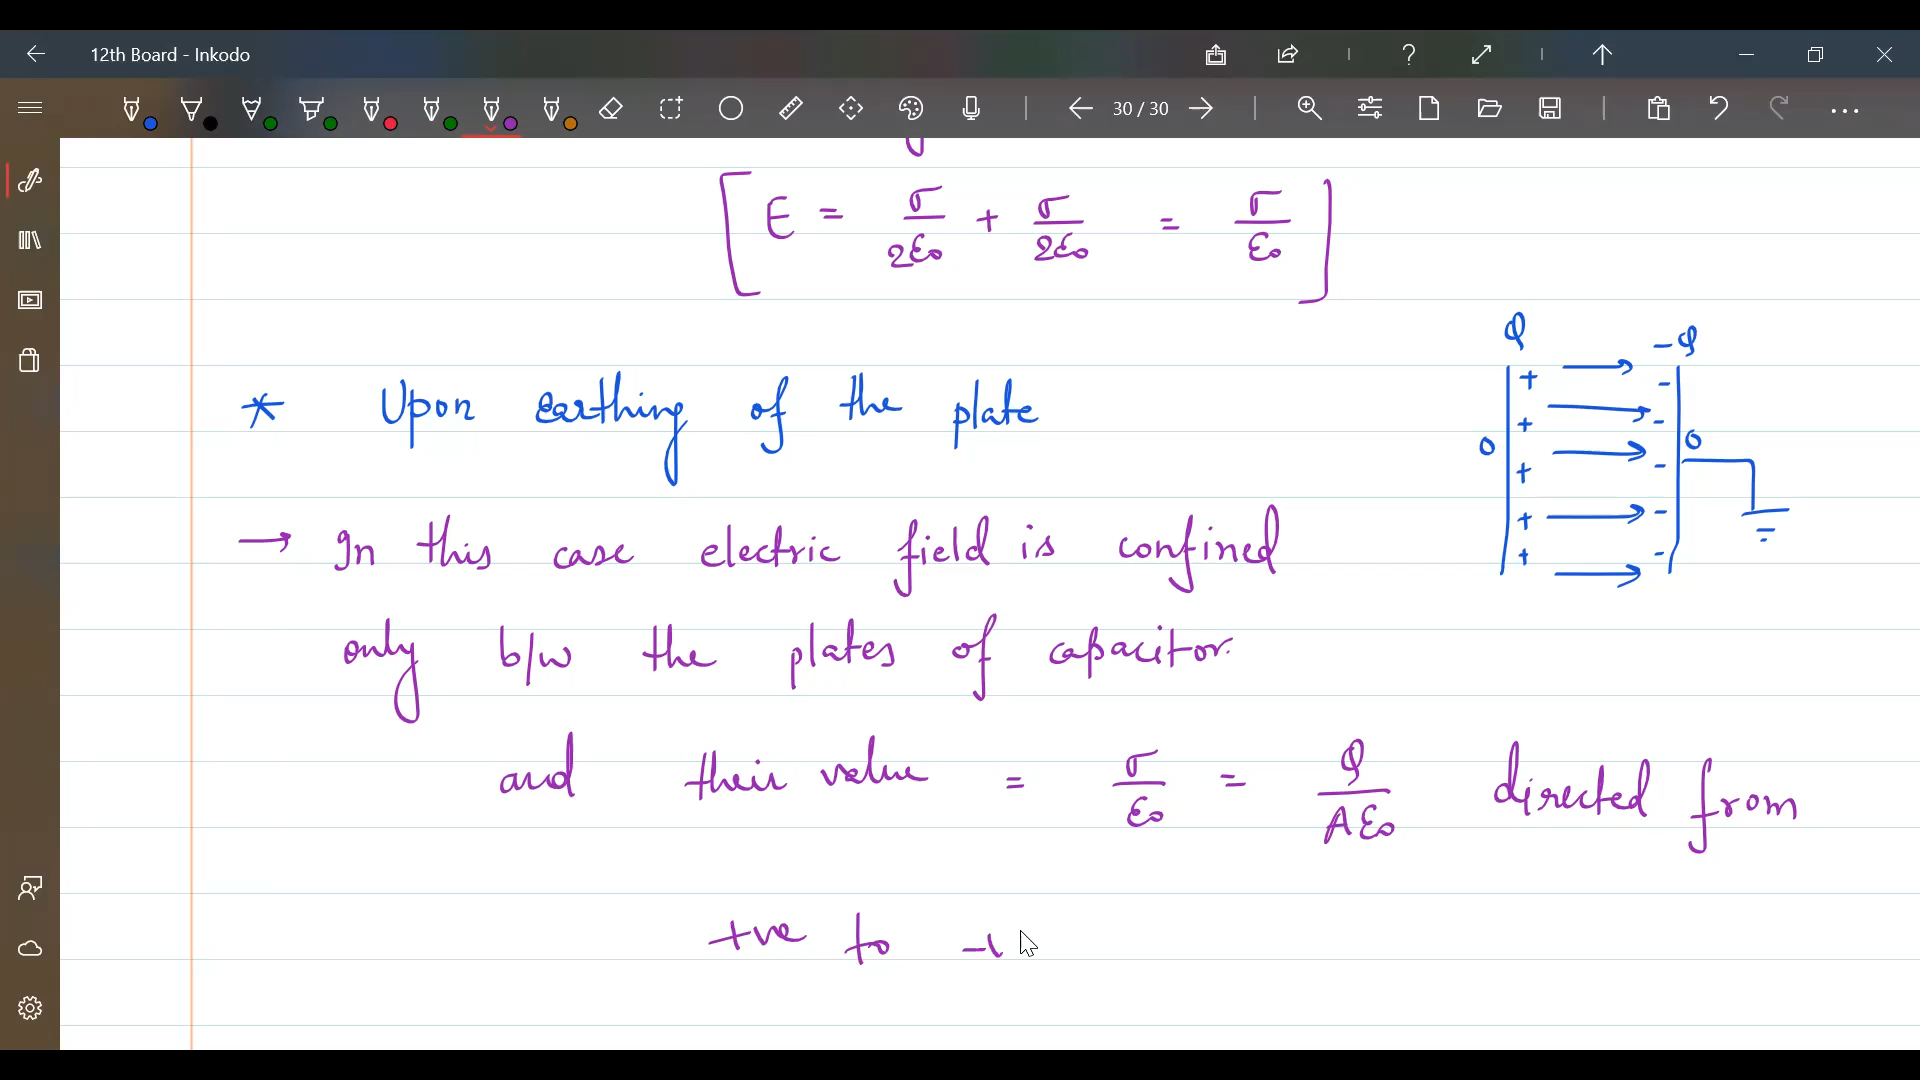 12th Board - Inkodo
30 / 30
E = σ/2ε₀ + σ/2ε₀ = σ/ε₀
Q -Q
* Upon Earthing of the plate
0 0
→ In this case electric field is confined
only b/w the plates of capacitor.
and their value = σ/ε₀ = Q/Aε₀ directed from
+ve to -